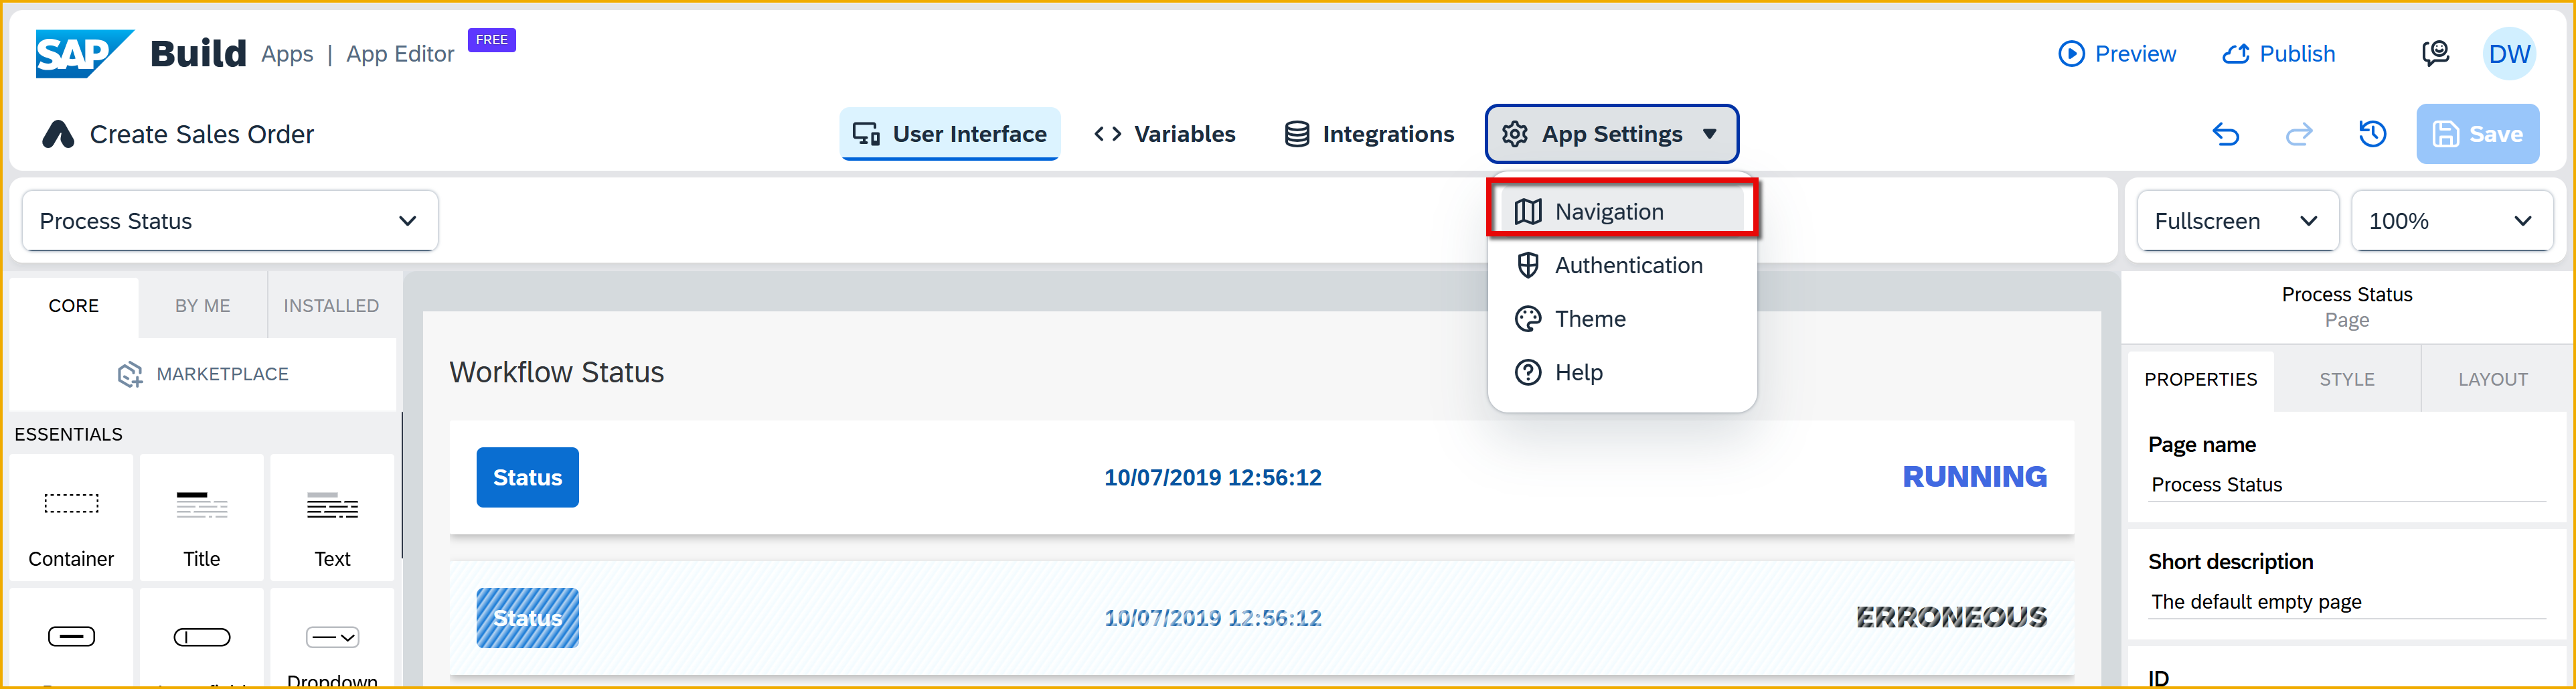 SAP Build Apps | App Editor FREE
Preview
Publish
DW
Create Sales Order
User Interface
Variables
Integrations
App Settings
Save
Process Status
Navigation
Authentication
Theme
Help
Fullscreen
100%
CORE
BY ME
INSTALLED
MARKETPLACE
ESSENTIALS
Container
Title
Text
Dropdown
Workflow Status
Status
10/07/2019 12:56:12
RUNNING
Status
10/07/2019 12:56:12
ERRONEOUS
Process Status
Page
PROPERTIES
STYLE
LAYOUT
Page name
Process Status
Short description
The default empty page
ID